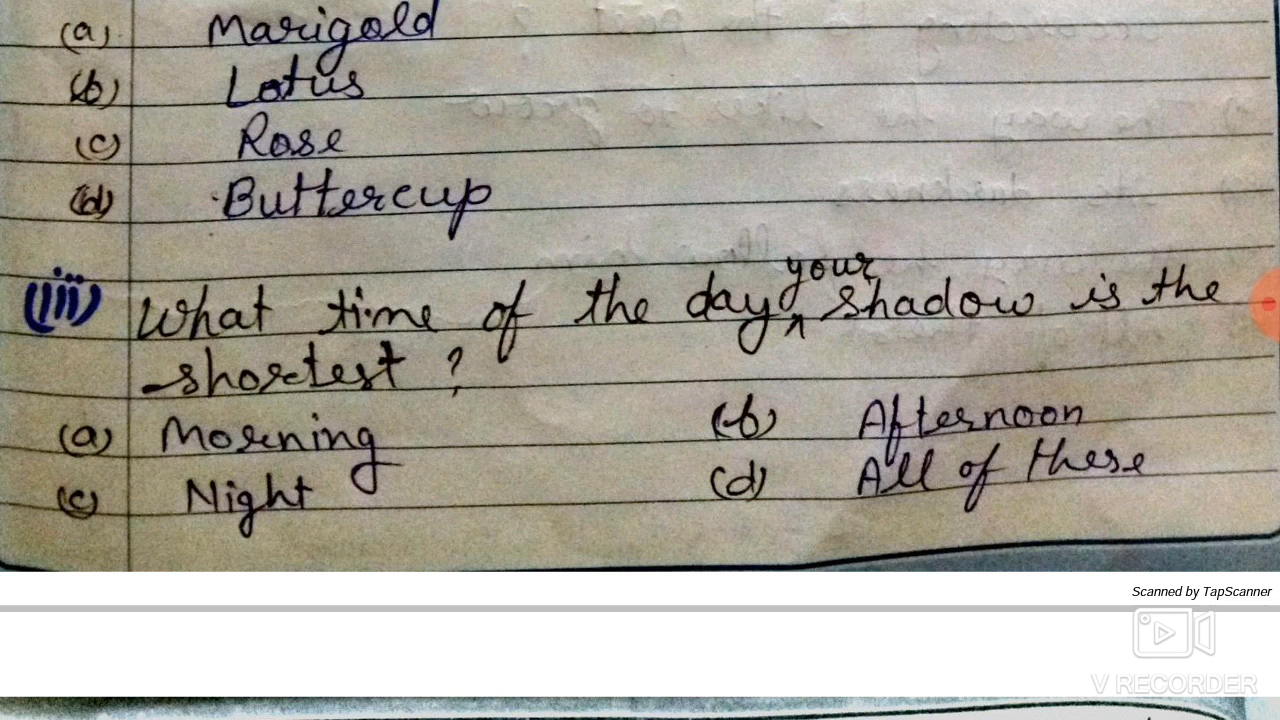 (a) Marigold
(b) Lotus
(c) Rose
(d) Buttercup
(iii) What time of the day your shadow is the
shortest ?
(a) Morning (b) Afternoon
(c) Night (d) All of these
Scanned by TapScanner
V RECORDER